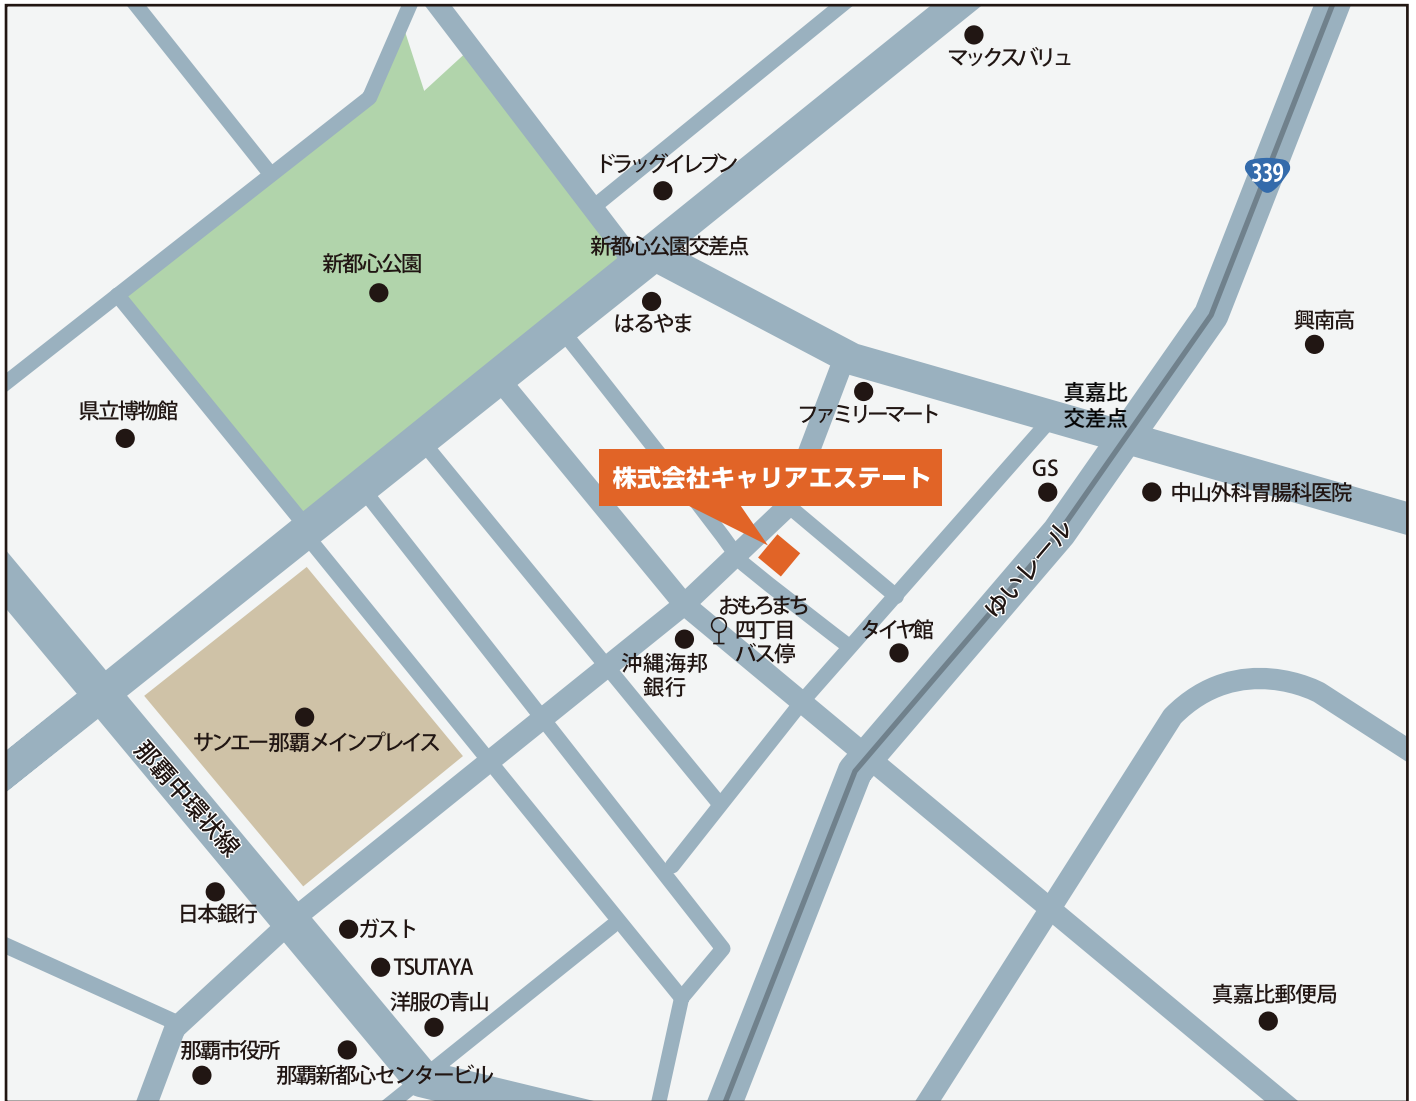 マックスバリュ
ドラッグイレブン
339
新都心公園交差点
新都心公園
はるやま
興南高
真嘉比
交差点
県立博物館
ファミリーマート
株式会社キャリアエステート
GS
中山外科胃腸科医院
ゆいレール
おもろまち
四丁目
バス停
タイヤ館
沖縄海邦
銀行
サンエー那覇メインプレイス
那覇中環状線
日本銀行
ガスト
TSUTAYA
洋服の青山
真嘉比郵便局
那覇市役所
那覇新都心センタービル